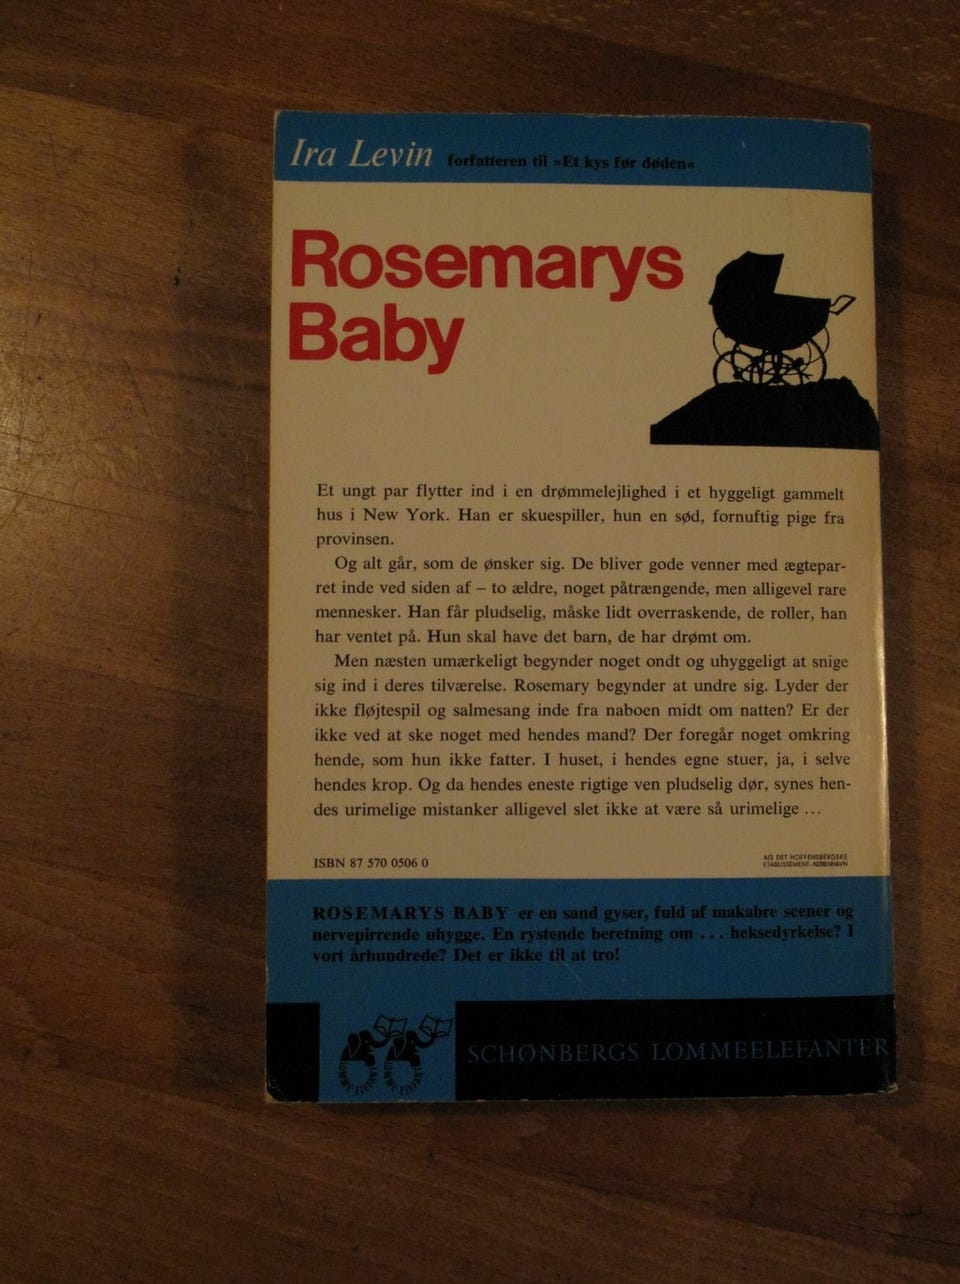 Ira Levin forfatteren til »Et kys før døden«
Rosemarys
Baby
Et ungt par flytter ind i en drømmelejlighed i et hyggeligt gammelt
hus i New York. Han er skuespiller, hun en sød, fornuftig pige fra
provinsen.
Og alt går, som de ønsker sig. De bliver gode venner med ægtepar-
ret inde ved siden af – to ældre, noget påtrængende, men alligevel rare
mennesker. Han får pludselig, måske lidt overraskende, de roller, han
har ventet på. Hun skal have det barn, de har drømt om.
Men næsten umærkeligt begynder noget ondt og uhyggeligt at snige
sig ind i deres tilværelse. Rosemary begynder at undre sig. Lyder der
ikke fløjtespil og salmesang inde fra naboen midt om natten? Er der
ikke ved at ske noget med hendes mand? Der foregår noget omkring
hende, som hun ikke fatter. I huset, i hendes egne stuer, ja, i selve
hendes krop. Og da hendes eneste rigtige ven pludselig dør, synes hen-
des urimelige mistanker alligevel slet ikke at være så urimelige ...
ISBN 87 570 0506 0
A/S DET HOFFENSBERGSKE
ETABLISSEMENT - KØBENHAVN
ROSEMARYS BABY er en sand gyser, fuld af makabre scener og
nervepirrende uhygge. En rystende beretning om ... heksedyrkelse? I
vort århundrede? Det er ikke til at tro!
LOMME-ELEFANT LOMME-ELEFANT
SCHØNBERGS LOMMEELEFANTER